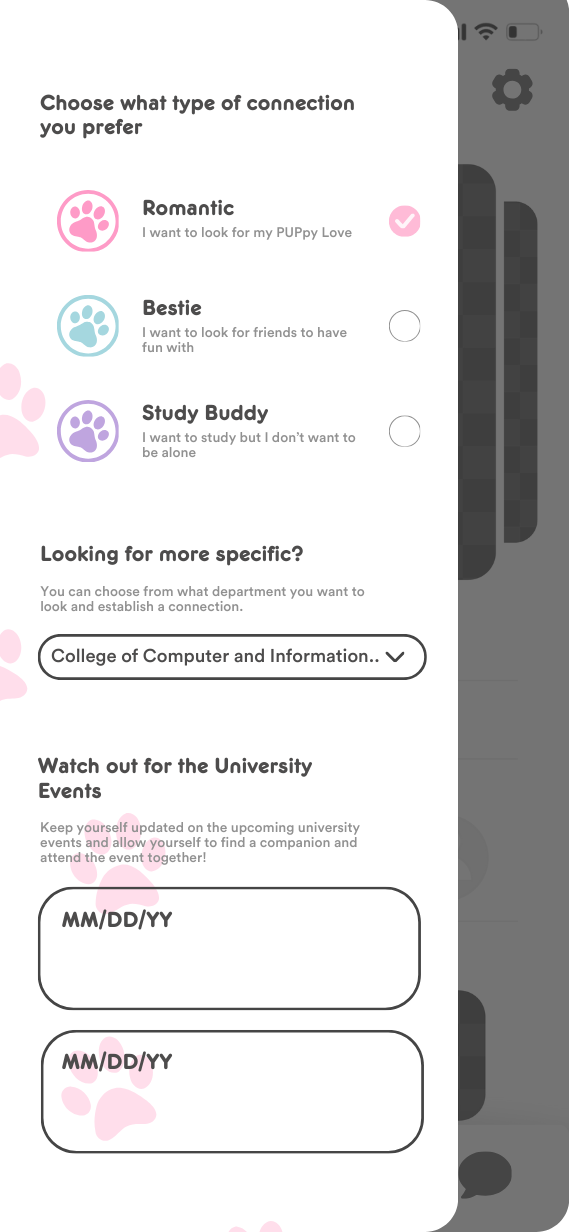 Choose what type of connection
you prefer
Romantic
I want to look for my PUPpy Love
Bestie
I want to look for friends to have
fun with
Study Buddy
I want to study but I don't want to
be alone
Looking for more specific?
You can choose from what department you want to
look and establish a connection.
College of Computer and Information..
Watch out for the University
Events
Keep yourself updated on the upcoming university
events and allow yourself to find a companion and
attend the event together!
MM/DD/YY
MM/DD/YY